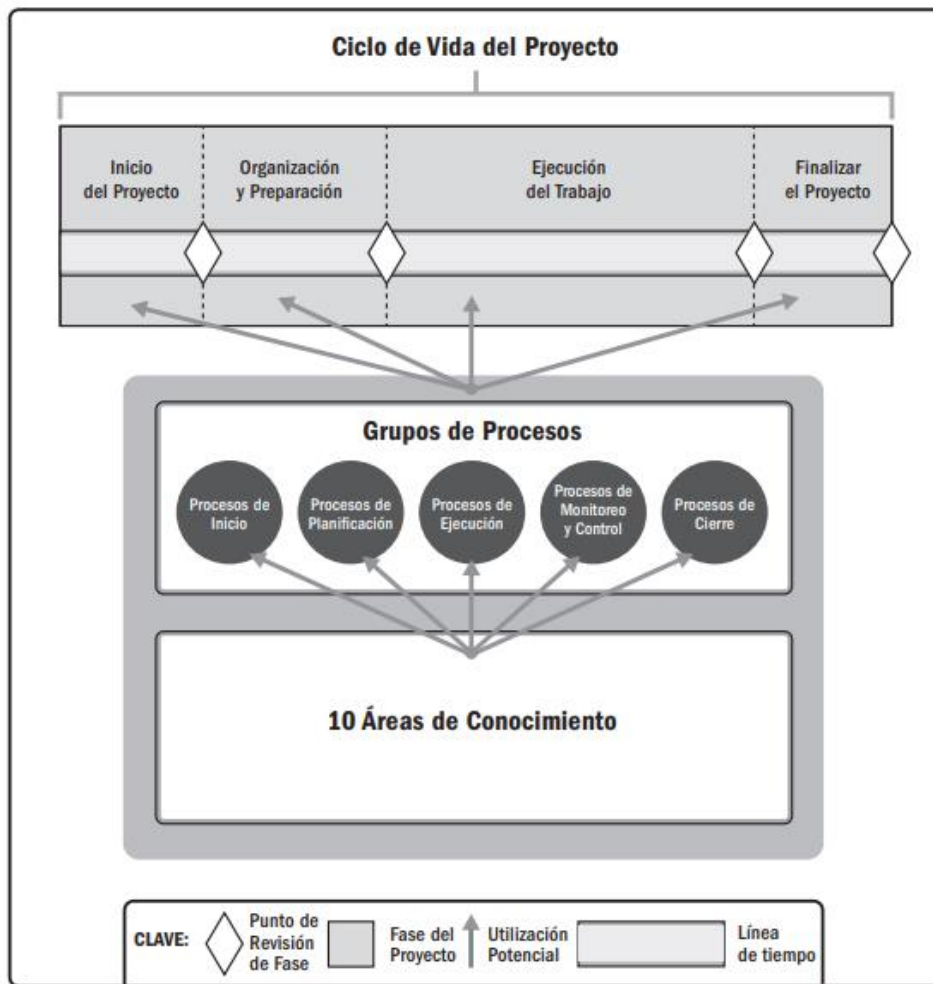 Ciclo de Vida del Proyecto
Inicio
del Proyecto
Organización
y Preparación
Ejecución
del Trabajo
Finalizar
el Proyecto
Grupos de Procesos
Procesos de
Inicio
Procesos de
Planificación
Procesos de
Ejecución
Procesos de
Monitoreo
y Control
Procesos de
Cierre
10 Áreas de Conocimiento
CLAVE:
Punto de
Revisión
de Fase
Fase del
Proyecto
Utilización
Potencial
Línea
de tiempo